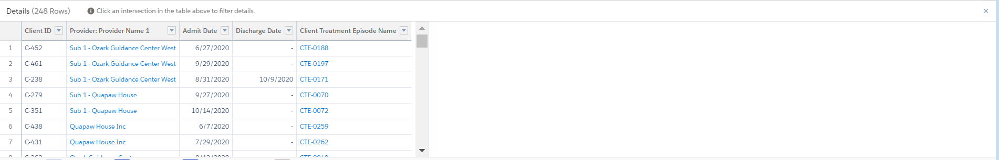 Details (248 Rows) Click an intersection in the table above to filter details. ×
Client ID Provider: Provider Name 1 Admit Date Discharge Date Client Treatment Episode Name
1 C-452 Sub 1 - Ozark Guidance Center West 6/27/2020 - CTE-0188
2 C-461 Sub 1 - Ozark Guidance Center West 9/29/2020 - CTE-0197
3 C-238 Sub 1 - Ozark Guidance Center West 8/31/2020 10/9/2020 CTE-0171
4 C-279 Sub 1 - Quapaw House 9/27/2020 - CTE-0070
5 C-351 Sub 1 - Quapaw House 10/14/2020 - CTE-0072
6 C-438 Quapaw House Inc 6/7/2020 - CTE-0259
7 C-431 Quapaw House Inc 7/29/2020 - CTE-0262